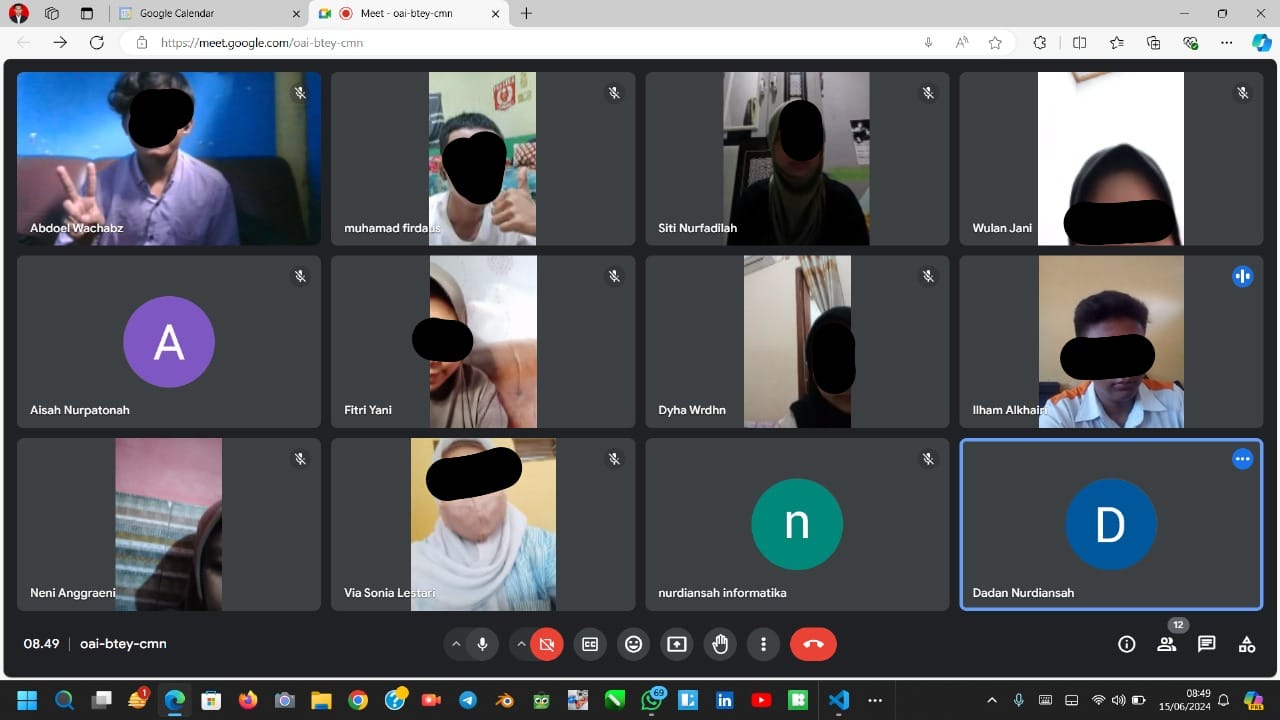 Google Calendar
Meet - oai-btey-cmn
https://meet.google.com/oai-btey-cmn
Abdoel Wachabz
muhamad firdaus
Siti Nurfadilah
Wulan Jani
A
Aisah Nurpatonah
Fitri Yani
Dyha Wrdhn
Ilham Alkhairi
Neni Anggraeni
Via Sonia Lestari
n
nurdiansah informatika
D
Dadan Nurdiansah
08.49 | oai-btey-cmn
12
1
69
08:49
15/06/2024